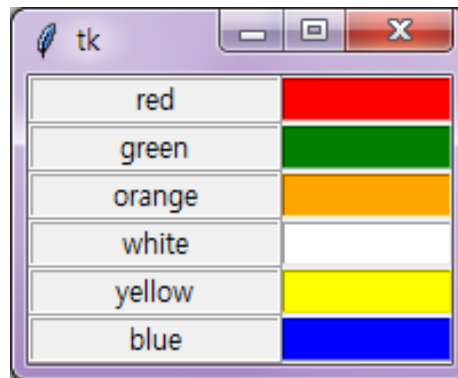 tk
red
green
orange
white
yellow
blue